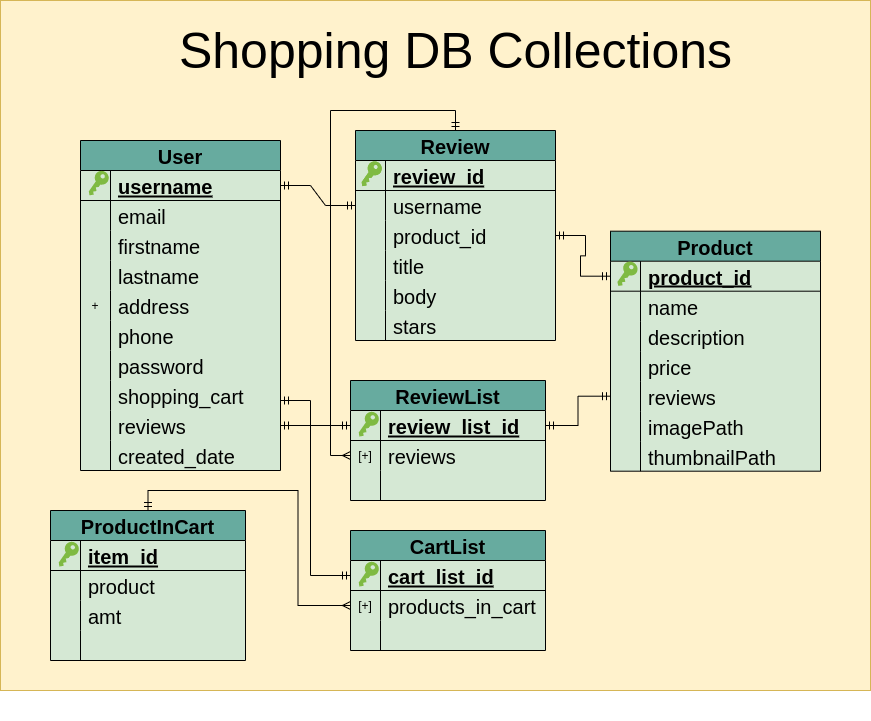 Shopping DB Collections
User
username
email
firstname
lastname
+ address
phone
password
shopping_cart
reviews
created_date
Review
review_id
username
product_id
title
body
stars
Product
product_id
name
description
price
reviews
imagePath
thumbnailPath
ReviewList
review_list_id
[+] reviews
ProductInCart
item_id
product
amt
CartList
cart_list_id
[+] products_in_cart